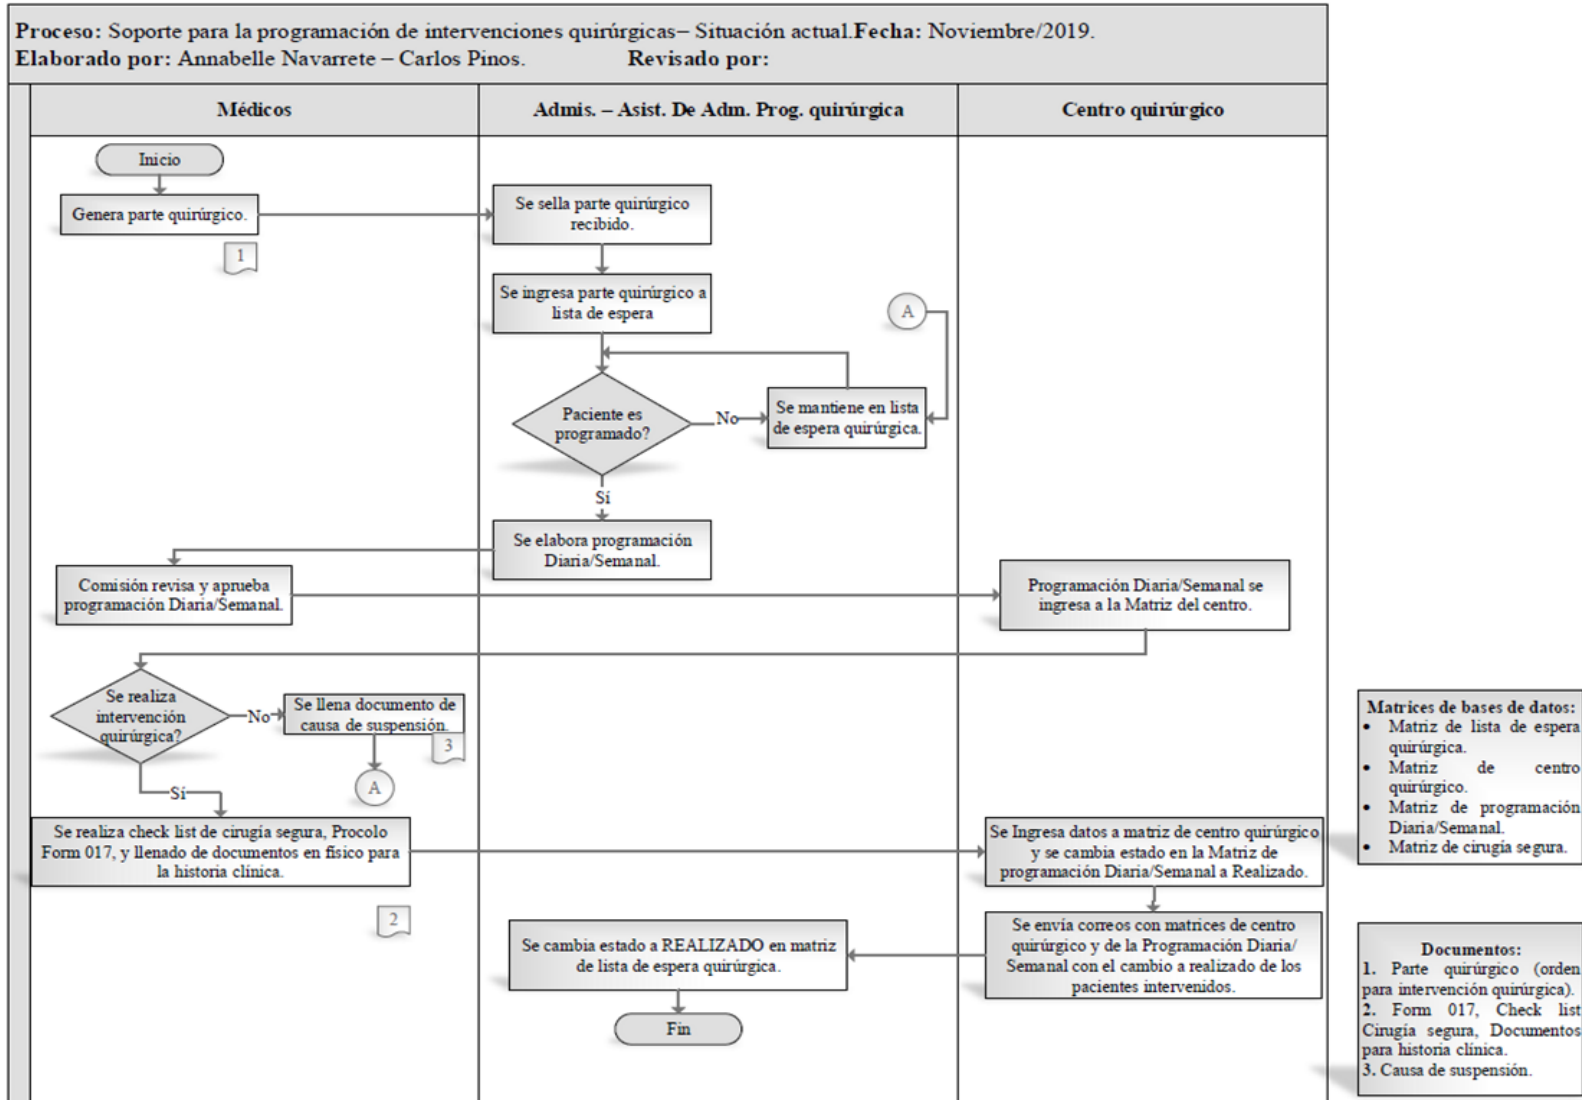 Proceso: Soporte para la programación de intervenciones quirúrgicas– Situación actual.Fecha: Noviembre/2019.
Elaborado por: Annabelle Navarrete – Carlos Pinos. Revisado por:
Médicos
Admis. – Asist. De Adm. Prog. quirúrgica
Centro quirúrgico
Inicio
Genera parte quirúrgico.
1
Se sella parte quirúrgico
recibido.
Se ingresa parte quirúrgico a
lista de espera
A
Paciente es
programado?
No
Se mantiene en lista
de espera quirúrgica.
Sí
Se elabora programación
Diaria/Semanal.
Comisión revisa y aprueba
programación Diaria/Semanal.
Programación Diaria/Semanal se
ingresa a la Matriz del centro.
Se realiza
intervención
quirúrgica?
No
Se llena documento de
causa de suspensión.
3
A
Sí
Se realiza check list de cirugía segura, Procolo
Form 017, y llenado de documentos en físico para
la historia clínica.
2
Se Ingresa datos a matriz de centro quirúrgico
y se cambia estado en la Matriz de
programación Diaria/Semanal a Realizado.
Se envía correos con matrices de centro
quirúrgico y de la Programación Diaria/
Semanal con el cambio a realizado de los
pacientes intervenidos.
Se cambia estado a REALIZADO en matriz
de lista de espera quirúrgica.
Fin
Matrices de bases de datos:
• Matriz de lista de espera
quirúrgica.
• Matriz de centro
quirúrgico.
• Matriz de programación
Diaria/Semanal.
• Matriz de cirugía segura.
Documentos:
1. Parte quirúrgico (orden
para intervención quirúrgica).
2. Form 017, Check list
Cirugía segura, Documentos
para historia clínica.
3. Causa de suspensión.